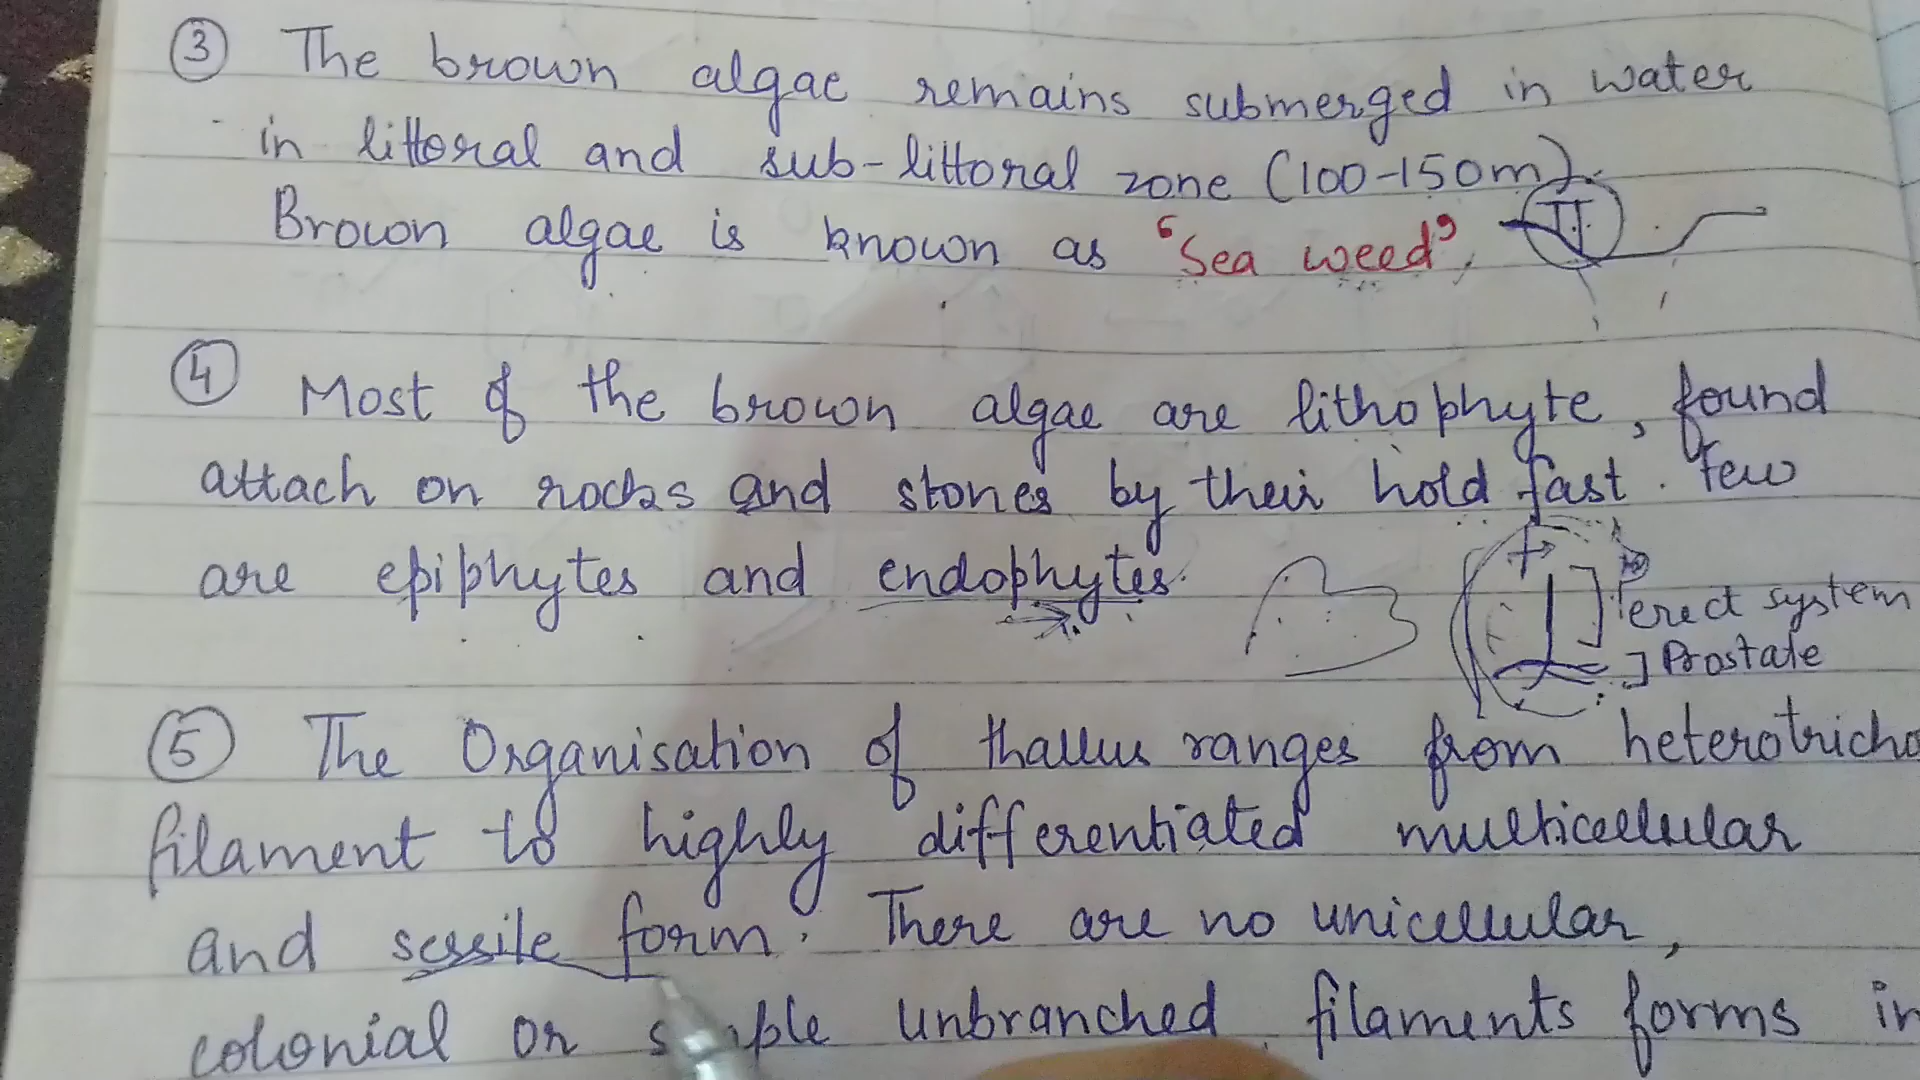 ③ The brown algae remains submerged in water
in littoral and sub-littoral zone (100-150m).
Brown algae is known as 'Sea weed',
④ Most of the brown algae are lithophyte, found
attach on rocks and stones by their hold fast. Few
are epiphytes and endophytes.
erect system
Prostate
⑤ The Organisation of thallus ranges from heterotricho
filament to highly differentiated multicellular
and sessile form. There are no unicellular,
colonial or unbranched filaments forms in